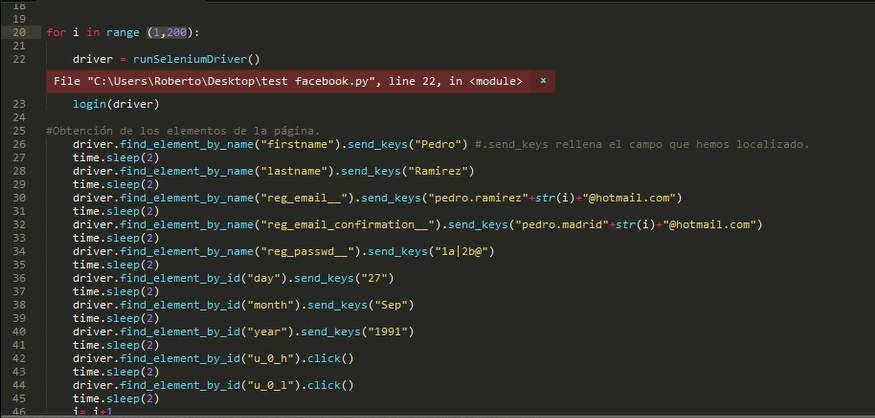 18
19
20 for i in range (1,200):
21
22 driver = runSeleniumDriver()
File "C:\Users\Roberto\Desktop\test facebook.py", line 22, in <module> ×
23 login(driver)
24
25 #Obtención de los elementos de la página.
26 driver.find_element_by_name("firstname").send_keys("Pedro") #.send_keys rellena el campo que hemos localizado.
27 time.sleep(2)
28 driver.find_element_by_name("lastname").send_keys("Ramirez")
29 time.sleep(2)
30 driver.find_element_by_name("reg_email__").send_keys("pedro.ramirez"+str(i)+"@hotmail.com")
31 time.sleep(2)
32 driver.find_element_by_name("reg_email_confirmation__").send_keys("pedro.madrid"+str(i)+"@hotmail.com")
33 time.sleep(2)
34 driver.find_element_by_name("reg_passwd__").send_keys("1a|2b@")
35 time.sleep(2)
36 driver.find_element_by_id("day").send_keys("27")
37 time.sleep(2)
38 driver.find_element_by_id("month").send_keys("Sep")
39 time.sleep(2)
40 driver.find_element_by_id("year").send_keys("1991")
41 time.sleep(2)
42 driver.find_element_by_id("u_0_h").click()
43 time.sleep(2)
44 driver.find_element_by_id("u_0_l").click()
45 time.sleep(2)
46 i= i+1